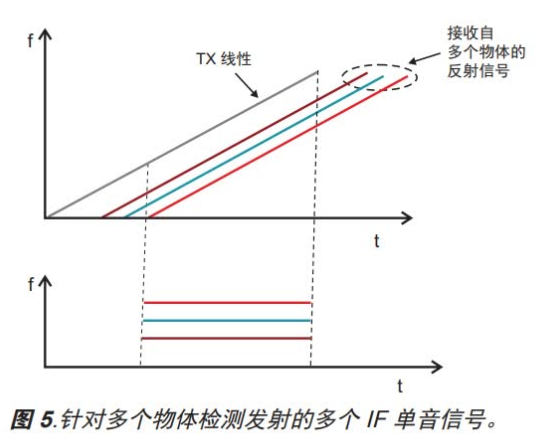 f
TX 线性
接收自
多个物体的
反射信号
t
f
t
图 5.针对多个物体检测发射的多个 IF 单音信号。